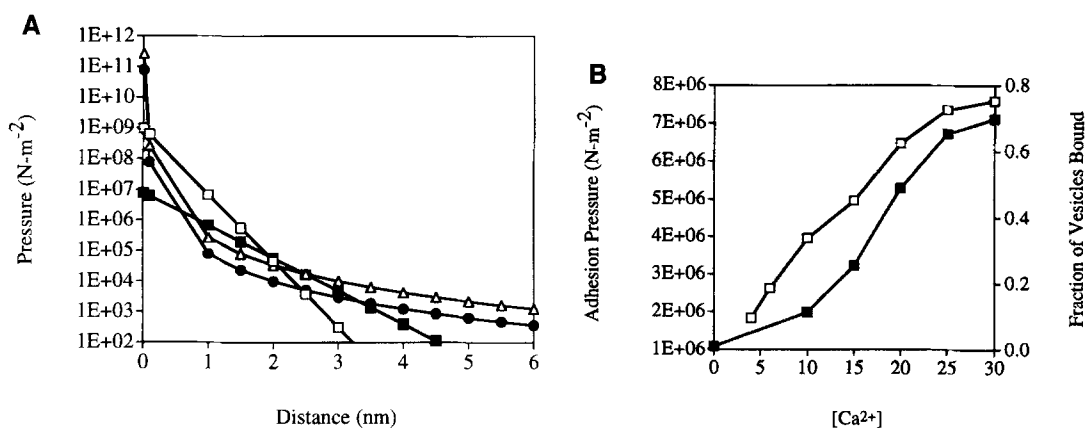 A
1E+12
1E+11
1E+10
1E+09
1E+08
1E+07
1E+06
1E+05
1E+04
1E+03
1E+02
Pressure (N-m⁻²)
0 1 2 3 4 5 6
Distance (nm)
B
8E+06
7E+06
6E+06
5E+06
4E+06
3E+06
2E+06
1E+06
Adhesion Pressure (N-m⁻²)
0.8
0.6
0.4
0.2
0.0
Fraction of Vesicles Bound
0 5 10 15 20 25 30
[Ca²⁺]